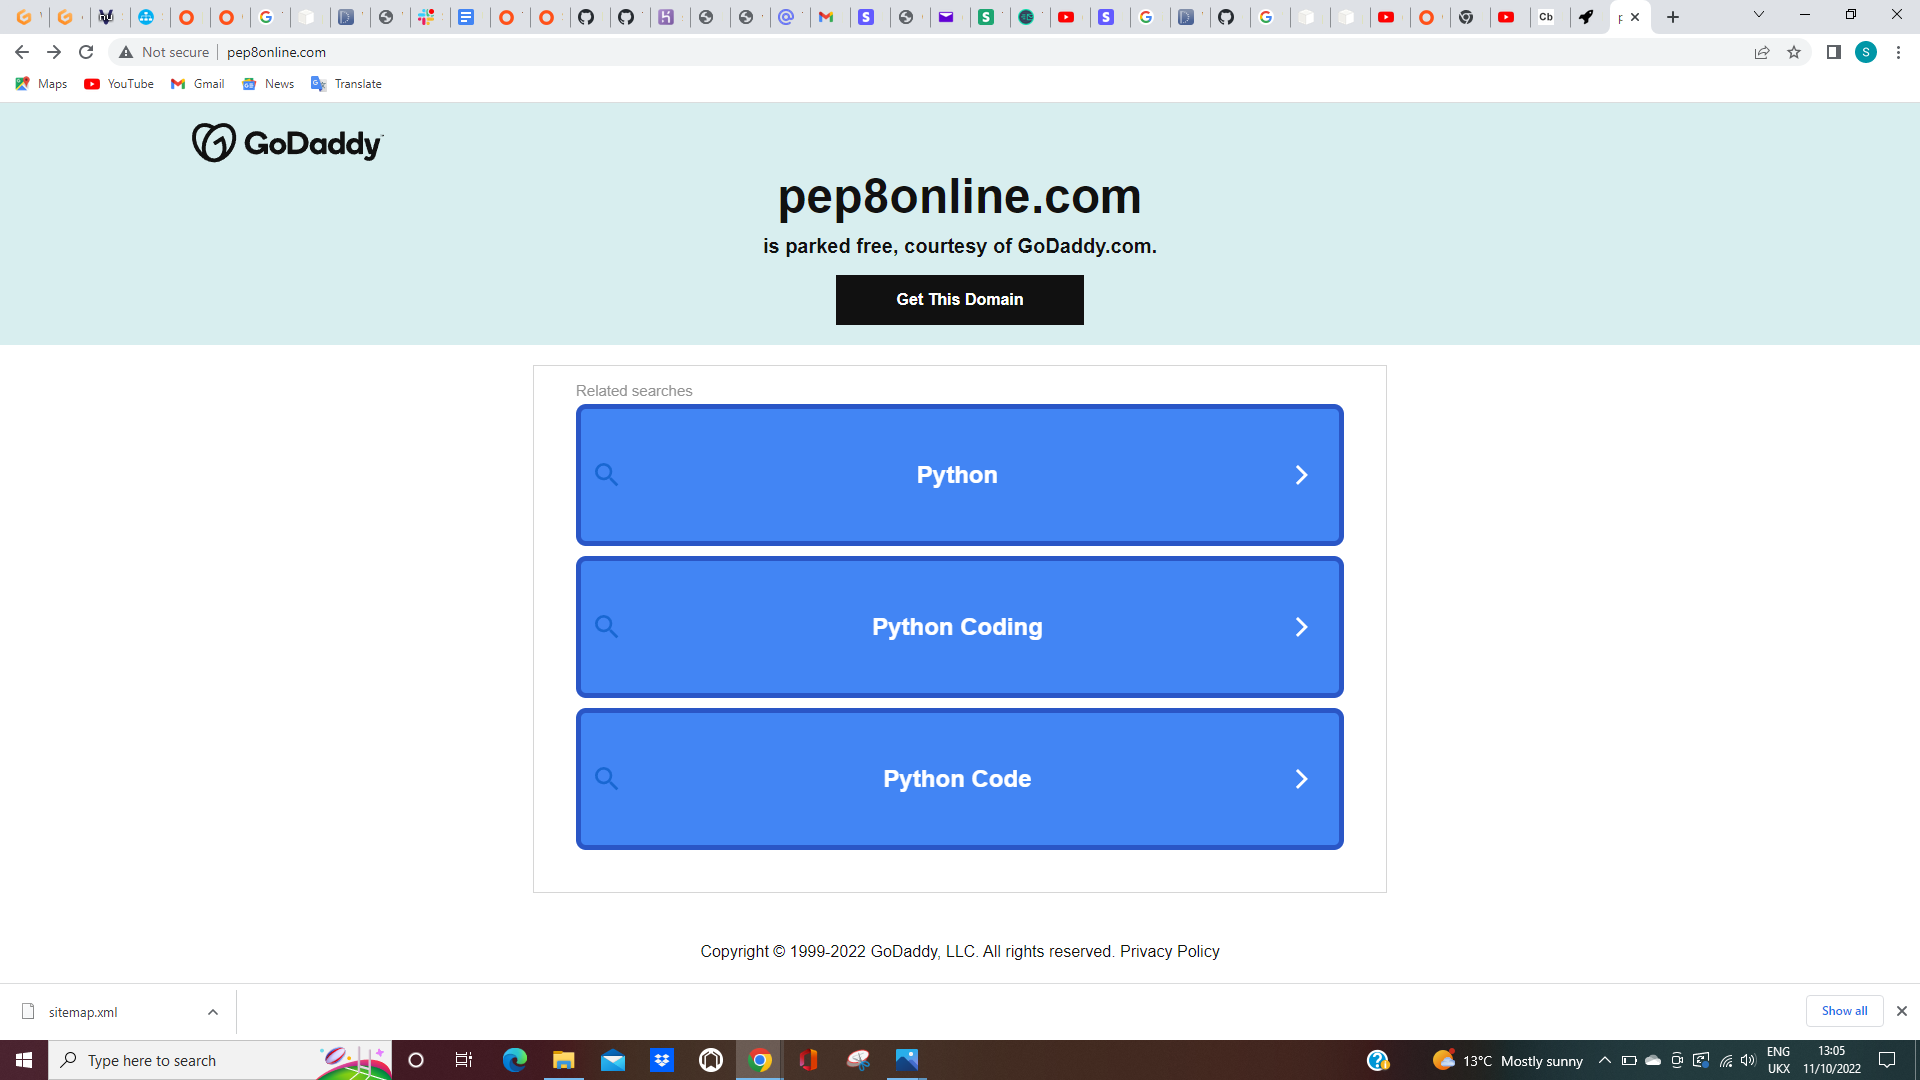 Not secure
pep8online.com
Maps
YouTube
Gmail
News
Translate
GoDaddy
pep8online.com
is parked free, courtesy of GoDaddy.com.
Get This Domain
Related searches
Python
Python Coding
Python Code
Copyright © 1999-2022 GoDaddy, LLC. All rights reserved. Privacy Policy
sitemap.xml
Show all
Type here to search
13°C Mostly sunny
ENG
UKX
13:05
11/10/2022